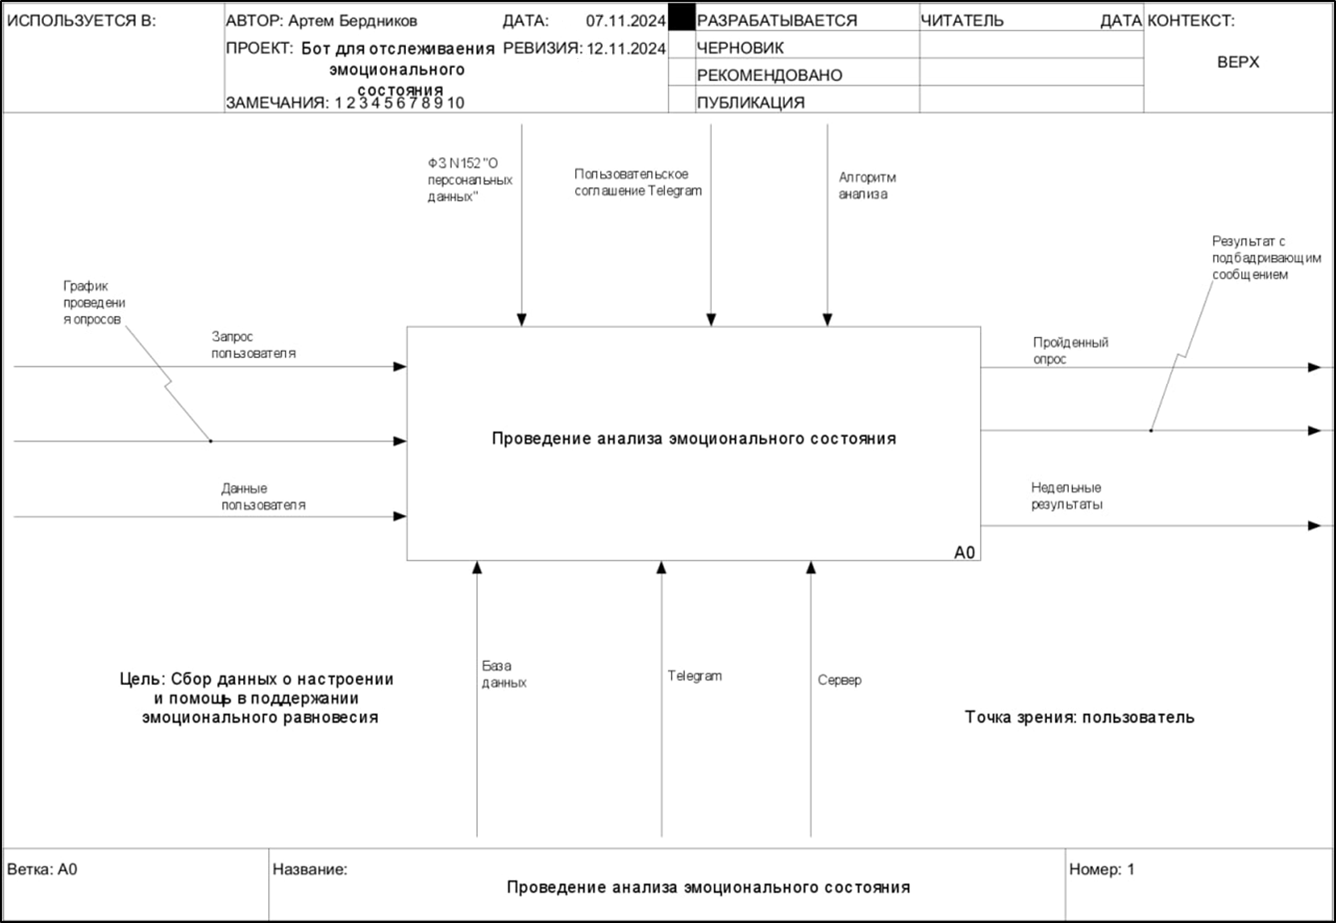 ИСПОЛЬЗУЕТСЯ В:
АВТОР: Артем Бердников
ДАТА: 07.11.2024
ПРОЕКТ: Бот для отслеживаения
эмоционального
состояния
РЕВИЗИЯ: 12.11.2024
ЗАМЕЧАНИЯ: 1 2 3 4 5 6 7 8 9 10
РАЗРАБАТЫВАЕТСЯ
ЧЕРНОВИК
РЕКОМЕНДОВАНО
ПУБЛИКАЦИЯ
ЧИТАТЕЛЬ
ДАТА
КОНТЕКСТ:
ВЕРХ
ФЗ N152 "О
персональных
данных"
Пользовательское
соглашение Telegram
Алгоритм
анализа
Результат с
подбадривающим
сообщением
График
проведени
я опросов
Запрос
пользователя
Пройденный
опрос
Проведение анализа эмоционального состояния
Данные
пользователя
Недельные
результаты
A0
База
данных
Telegram
Сервер
Цель: Сбор данных о настроении
и помощь в поддержании
эмоционального равновесия
Точка зрения: пользователь
Ветка: A0
Название:
Проведение анализа эмоционального состояния
Номер: 1